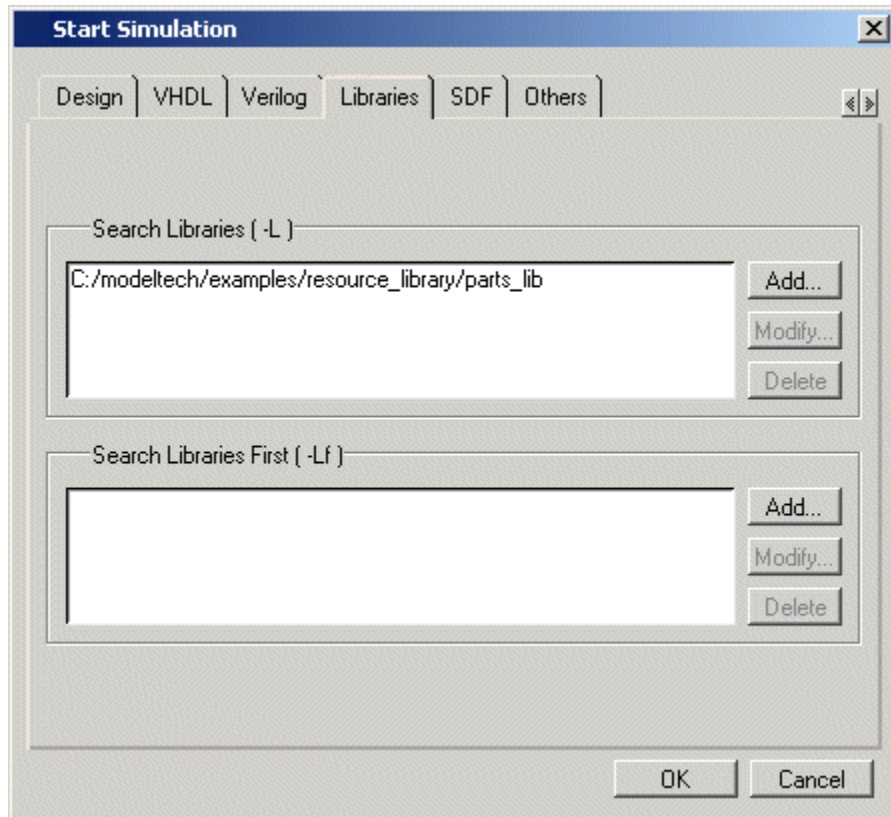 Start Simulation
Design VHDL Verilog Libraries SDF Others
Search Libraries ( -L )
C:/modeltech/examples/resource_library/parts_lib
Add...
Modify...
Delete
Search Libraries First ( -Lf )
Add...
Modify...
Delete
OK Cancel